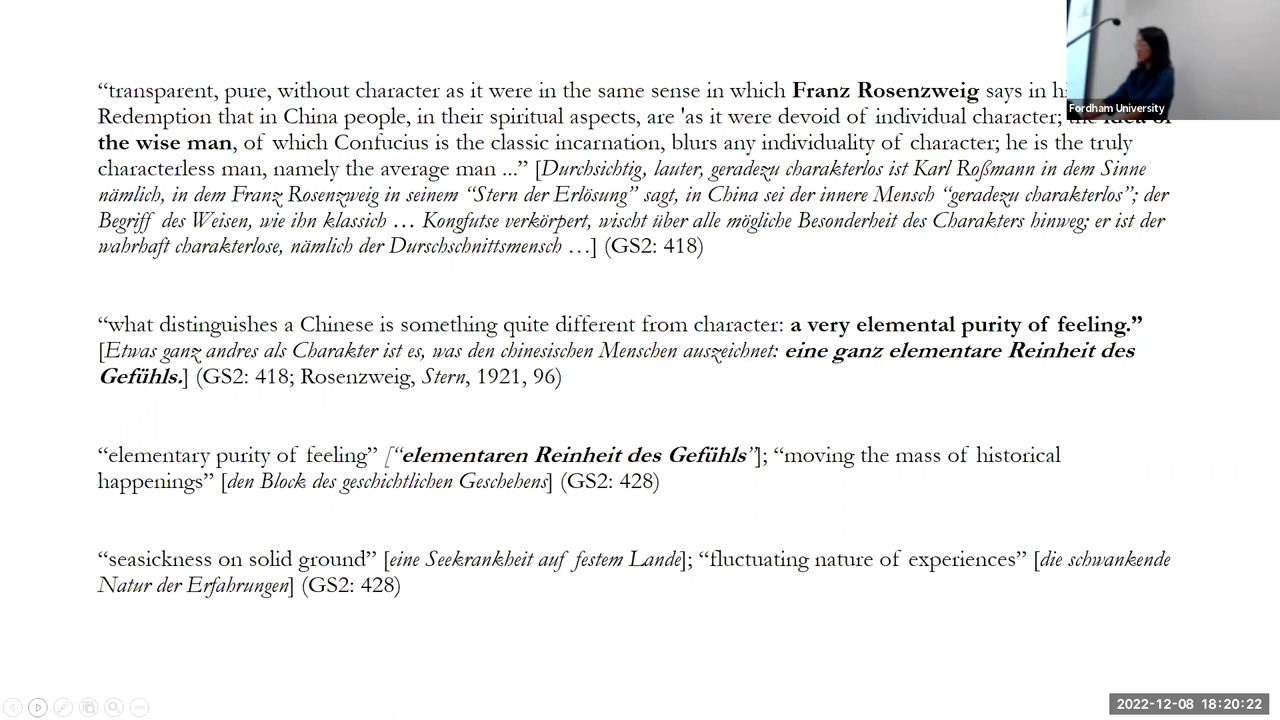 “transparent, pure, without character as it were in the same sense in which Franz Rosenzweig says in hi
Redemption that in China people, in their spiritual aspects, are 'as it were devoid of individual character; the idea of
the wise man, of which Confucius is the classic incarnation, blurs any individuality of character; he is the truly
characterless man, namely the average man ...” [Durchsichtig, lauter, geradezu charakterlos ist Karl Roßmann in dem Sinne
nämlich, in dem Franz Rosenzweig in seinem “Stern der Erlösung” sagt, in China sei der innere Mensch “geradezu charakterlos”; der
Begriff des Weisen, wie ihn klassich … Kongfutse verkörpert, wischt über alle mögliche Besonderheit des Charakters hinweg; er ist der
wahrhaft charakterlose, nämlich der Durschschnittsmensch …] (GS2: 418)
“what distinguishes a Chinese is something quite different from character: a very elemental purity of feeling.”
[Etwas ganz andres als Charakter ist es, was den chinesischen Menschen auszeichnet: eine ganz elementare Reinheit des
Gefühls.] (GS2: 418; Rosenzweig, Stern, 1921, 96)
“elementary purity of feeling” [“elementaren Reinheit des Gefühls”]; “moving the mass of historical
happenings” [den Block des geschichtlichen Geschehens] (GS2: 428)
“seasickness on solid ground” [eine Seekrankheit auf festem Lande]; “fluctuating nature of experiences” [die schwankende
Natur der Erfahrungen] (GS2: 428)
Fordham University
2022-12-08 18:20:22